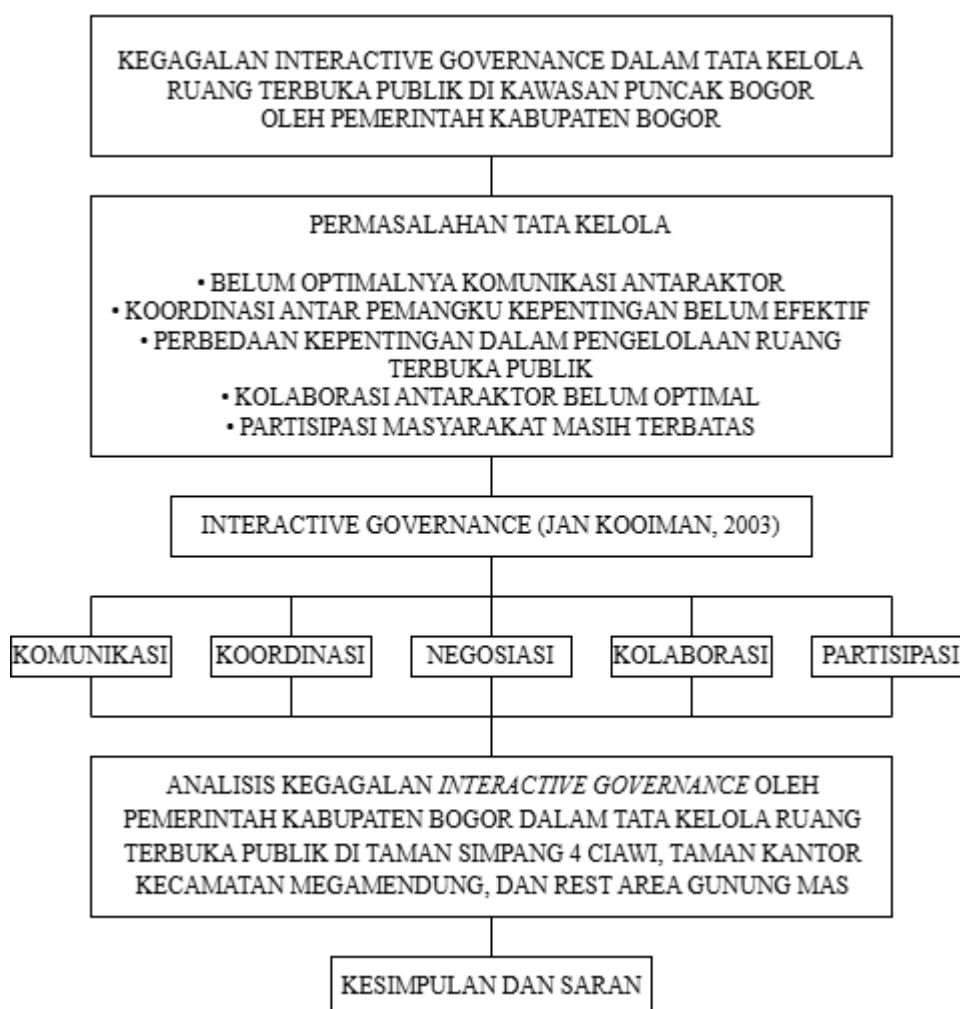 KEGAGALAN INTERACTIVE GOVERNANCE DALAM TATA KELOLA
RUANG TERBUKA PUBLIK DI KAWASAN PUNCAK BOGOR
OLEH PEMERINTAH KABUPATEN BOGOR
PERMASALAHAN TATA KELOLA
• BELUM OPTIMALNYA KOMUNIKASI ANTARAKTOR
• KOORDINASI ANTAR PEMANGKU KEPENTINGAN BELUM EFEKTIF
• PERBEDAAN KEPENTINGAN DALAM PENGELOLAAN RUANG
TERBUKA PUBLIK
• KOLABORASI ANTARAKTOR BELUM OPTIMAL
• PARTISIPASI MASYARAKAT MASIH TERBATAS
INTERACTIVE GOVERNANCE (JAN KOOIMAN, 2003)
KOMUNIKASI
KOORDINASI
NEGOSIASI
KOLABORASI
PARTISIPASI
ANALISIS KEGAGALAN INTERACTIVE GOVERNANCE OLEH
PEMERINTAH KABUPATEN BOGOR DALAM TATA KELOLA RUANG
TERBUKA PUBLIK DI TAMAN SIMPANG 4 CIAWI, TAMAN KANTOR
KECAMATAN MEGAMENDUNG, DAN REST AREA GUNUNG MAS
KESIMPULAN DAN SARAN